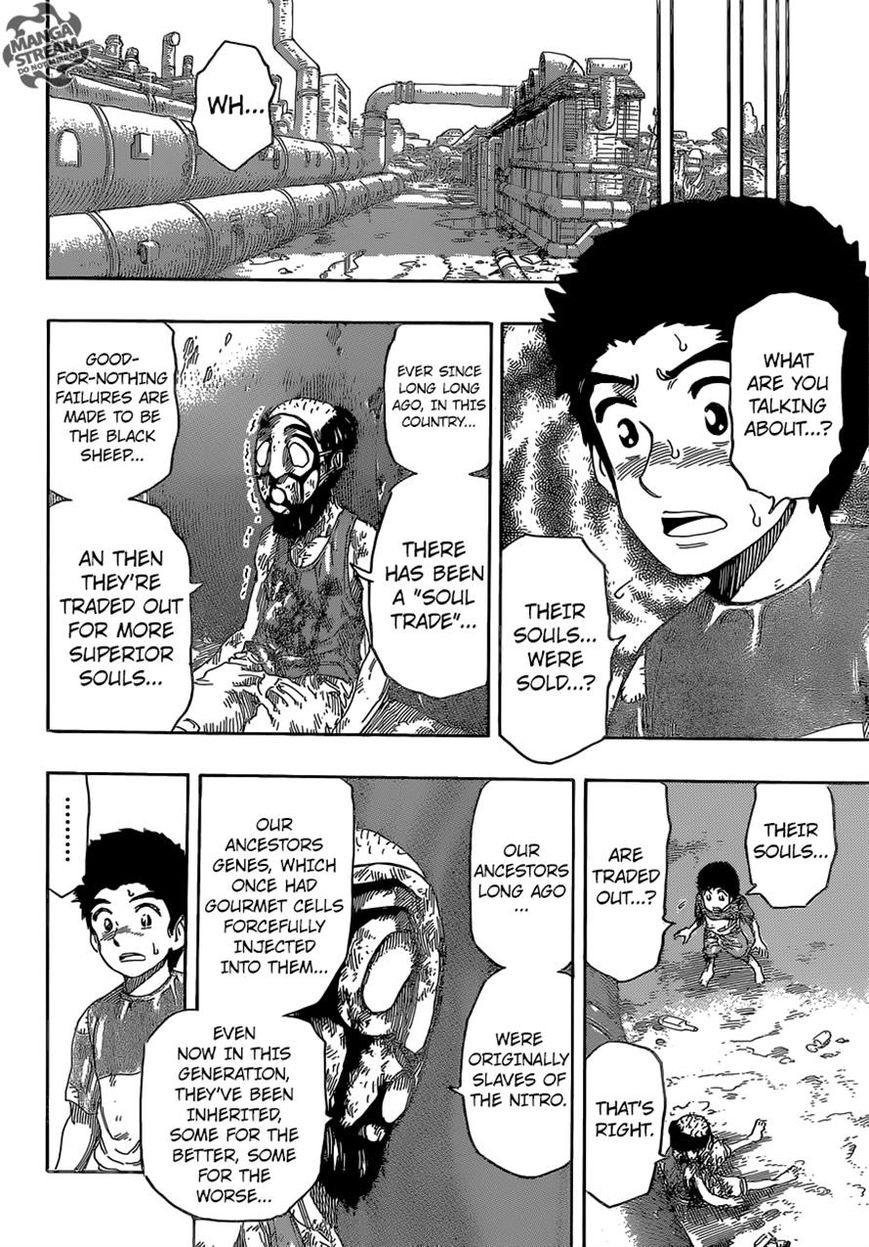 MANGA
STREAM
DO NOT MIRROR
WH...
WHAT
ARE YOU
TALKING
ABOUT...?
THEIR
SOULS...
WERE
SOLD...?
EVER SINCE
LONG LONG
AGO, IN THIS
COUNTRY...
THERE
HAS BEEN
A "SOUL
TRADE"...
GOOD-
FOR-NOTHING
FAILURES ARE
MADE TO BE
THE BLACK
SHEEP...
AN THEN
THEY'RE
TRADED OUT
FOR MORE
SUPERIOR
SOULS...
THEIR
SOULS...
ARE
TRADED
OUT...?
THAT'S
RIGHT.
OUR
ANCESTORS
LONG AGO
...
WERE
ORIGINALLY
SLAVES OF
THE NITRO.
OUR
ANCESTORS
GENES, WHICH
ONCE HAD
GOURMET CELLS
FORCEFULLY
INJECTED
INTO THEM...
EVEN
NOW IN THIS
GENERATION,
THEY'VE BEEN
INHERITED,
SOME FOR THE
BETTER, SOME
FOR THE
WORSE...
.........